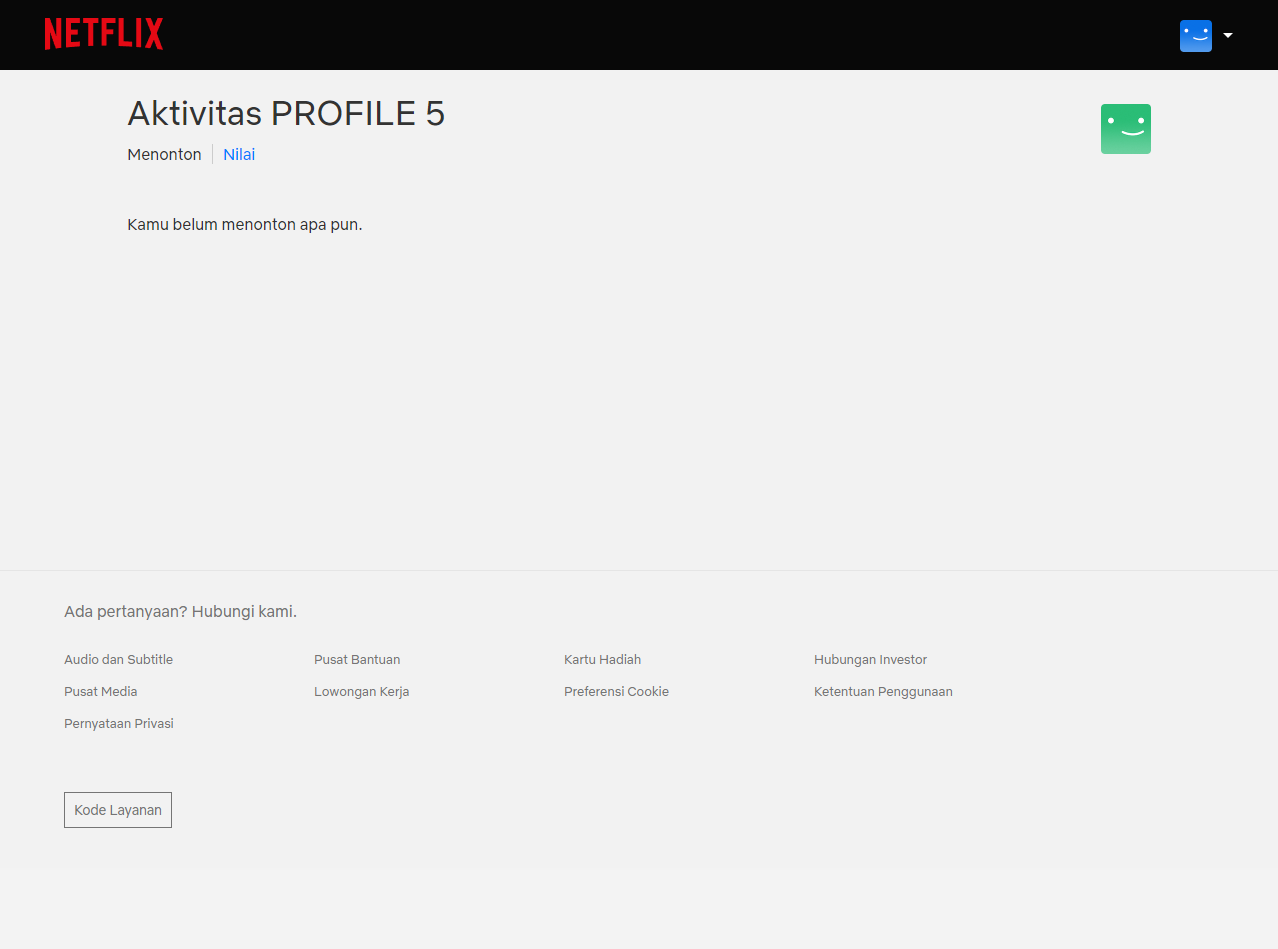 NETFLIX
Aktivitas PROFILE 5
Menonton Nilai
Kamu belum menonton apa pun.
Ada pertanyaan? Hubungi kami.
Audio dan Subtitle Pusat Bantuan Kartu Hadiah Hubungan Investor
Pusat Media Lowongan Kerja Preferensi Cookie Ketentuan Penggunaan
Pernyataan Privasi
Kode Layanan